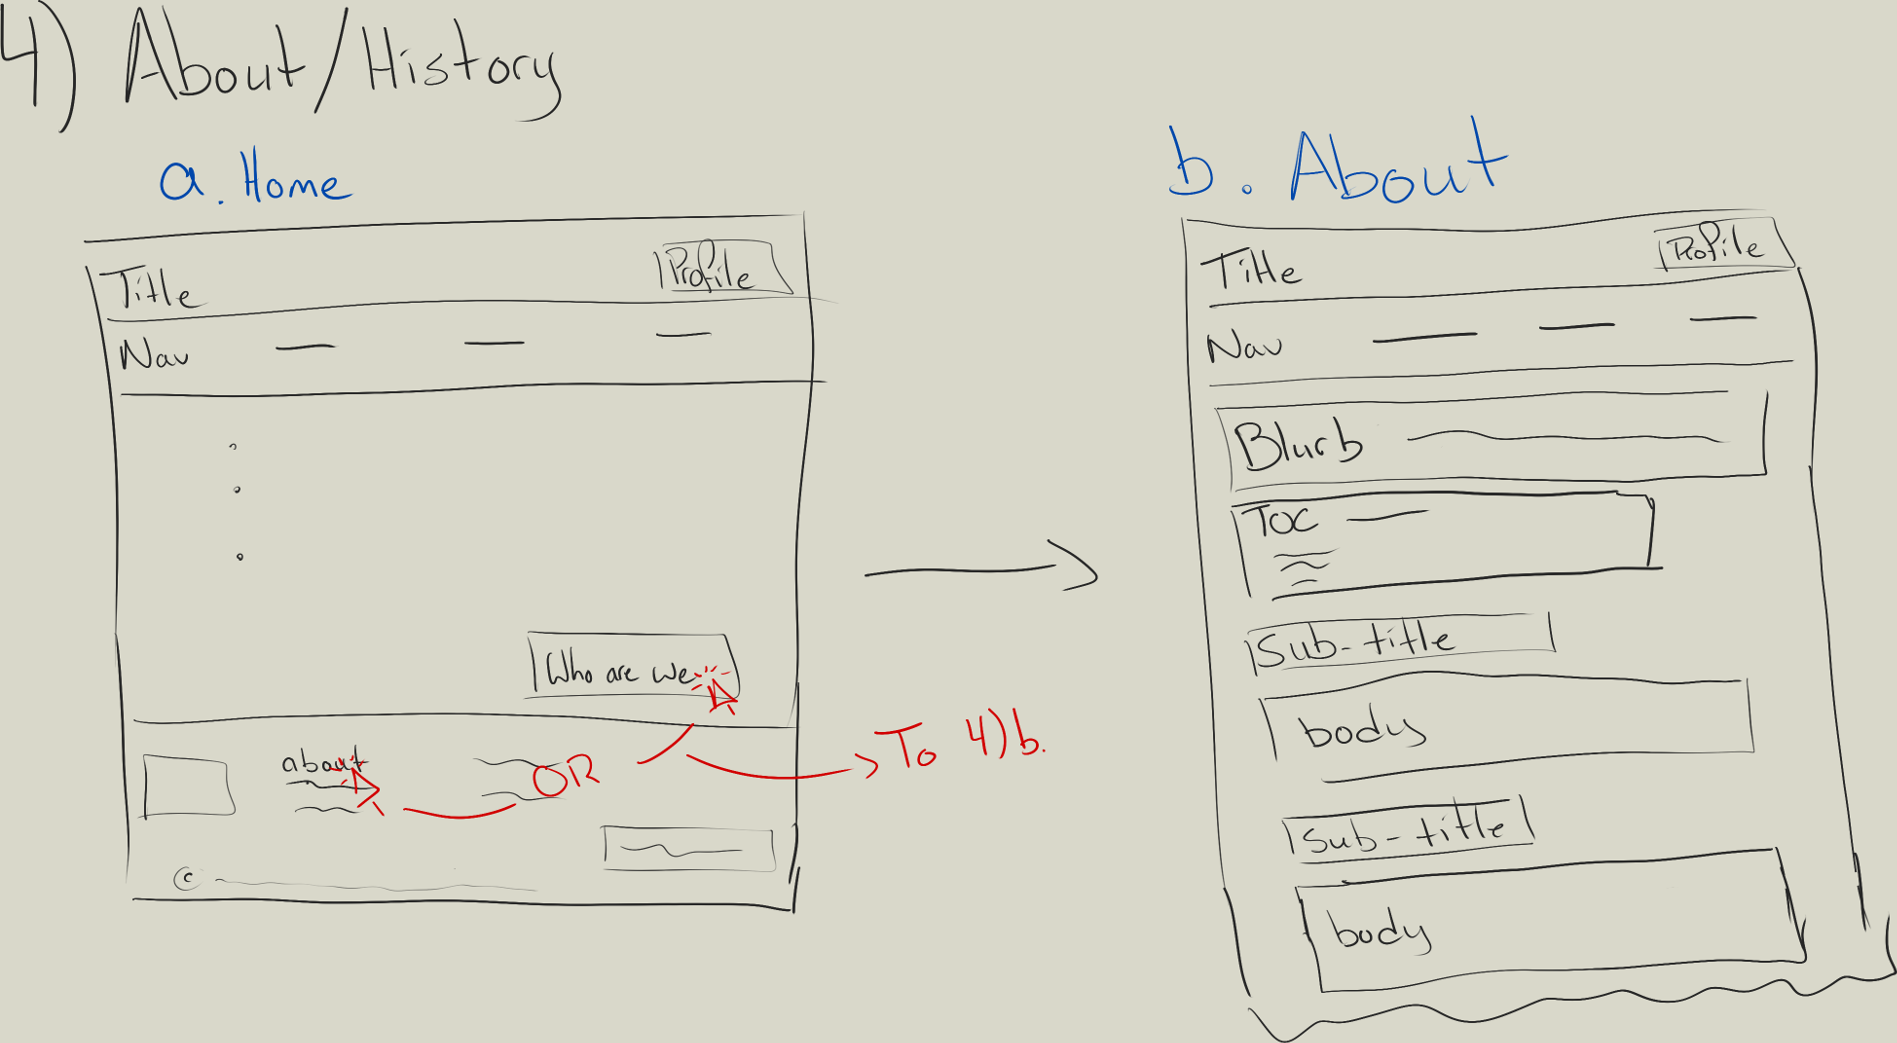 4) About/History
a. Home
Title
Profile
Nav
Who are we
about
OR
To 4)b.
©
b. About
Title
Profile
Nav
Blurb
TOC
Sub-title
body
Sub-title
body